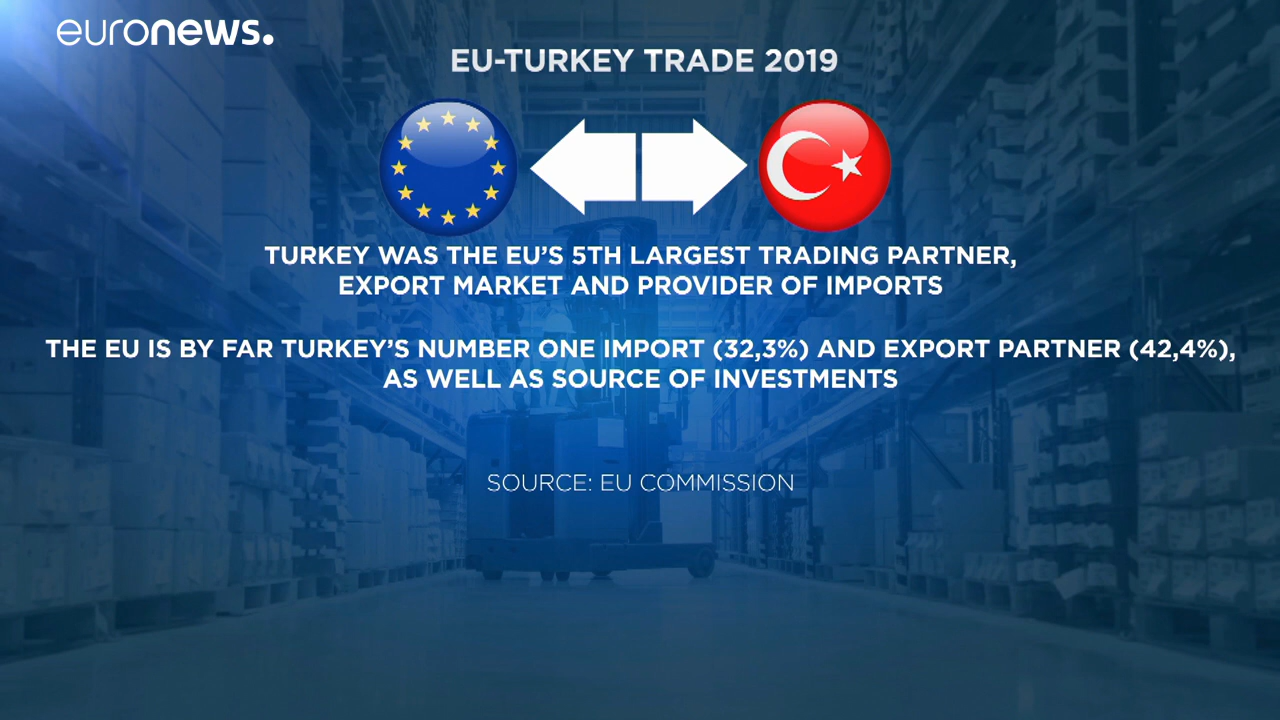 euronews.
EU-TURKEY TRADE 2019
TURKEY WAS THE EU'S 5TH LARGEST TRADING PARTNER,
EXPORT MARKET AND PROVIDER OF IMPORTS
THE EU IS BY FAR TURKEY'S NUMBER ONE IMPORT (32,3%) AND EXPORT PARTNER (42,4%),
AS WELL AS SOURCE OF INVESTMENTS
SOURCE: EU COMMISSION